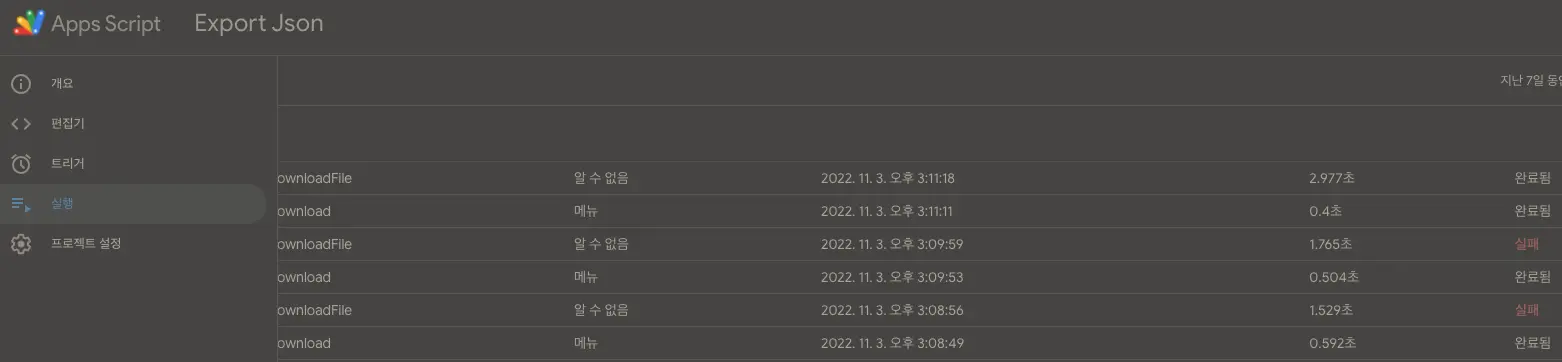 Apps Script Export Json
개요
편집기
트리거
실행
프로젝트 설정
지난 7일
ownloadFile 알 수 없음 2022. 11. 3. 오후 3:11:18 2.977초 완료됨
ownload 메뉴 2022. 11. 3. 오후 3:11:11 0.4초 완료됨
ownloadFile 알 수 없음 2022. 11. 3. 오후 3:09:59 1.765초 실패
ownload 메뉴 2022. 11. 3. 오후 3:09:53 0.504초 완료됨
ownloadFile 알 수 없음 2022. 11. 3. 오후 3:08:56 1.529초 실패
ownload 메뉴 2022. 11. 3. 오후 3:08:49 0.592초 완료됨